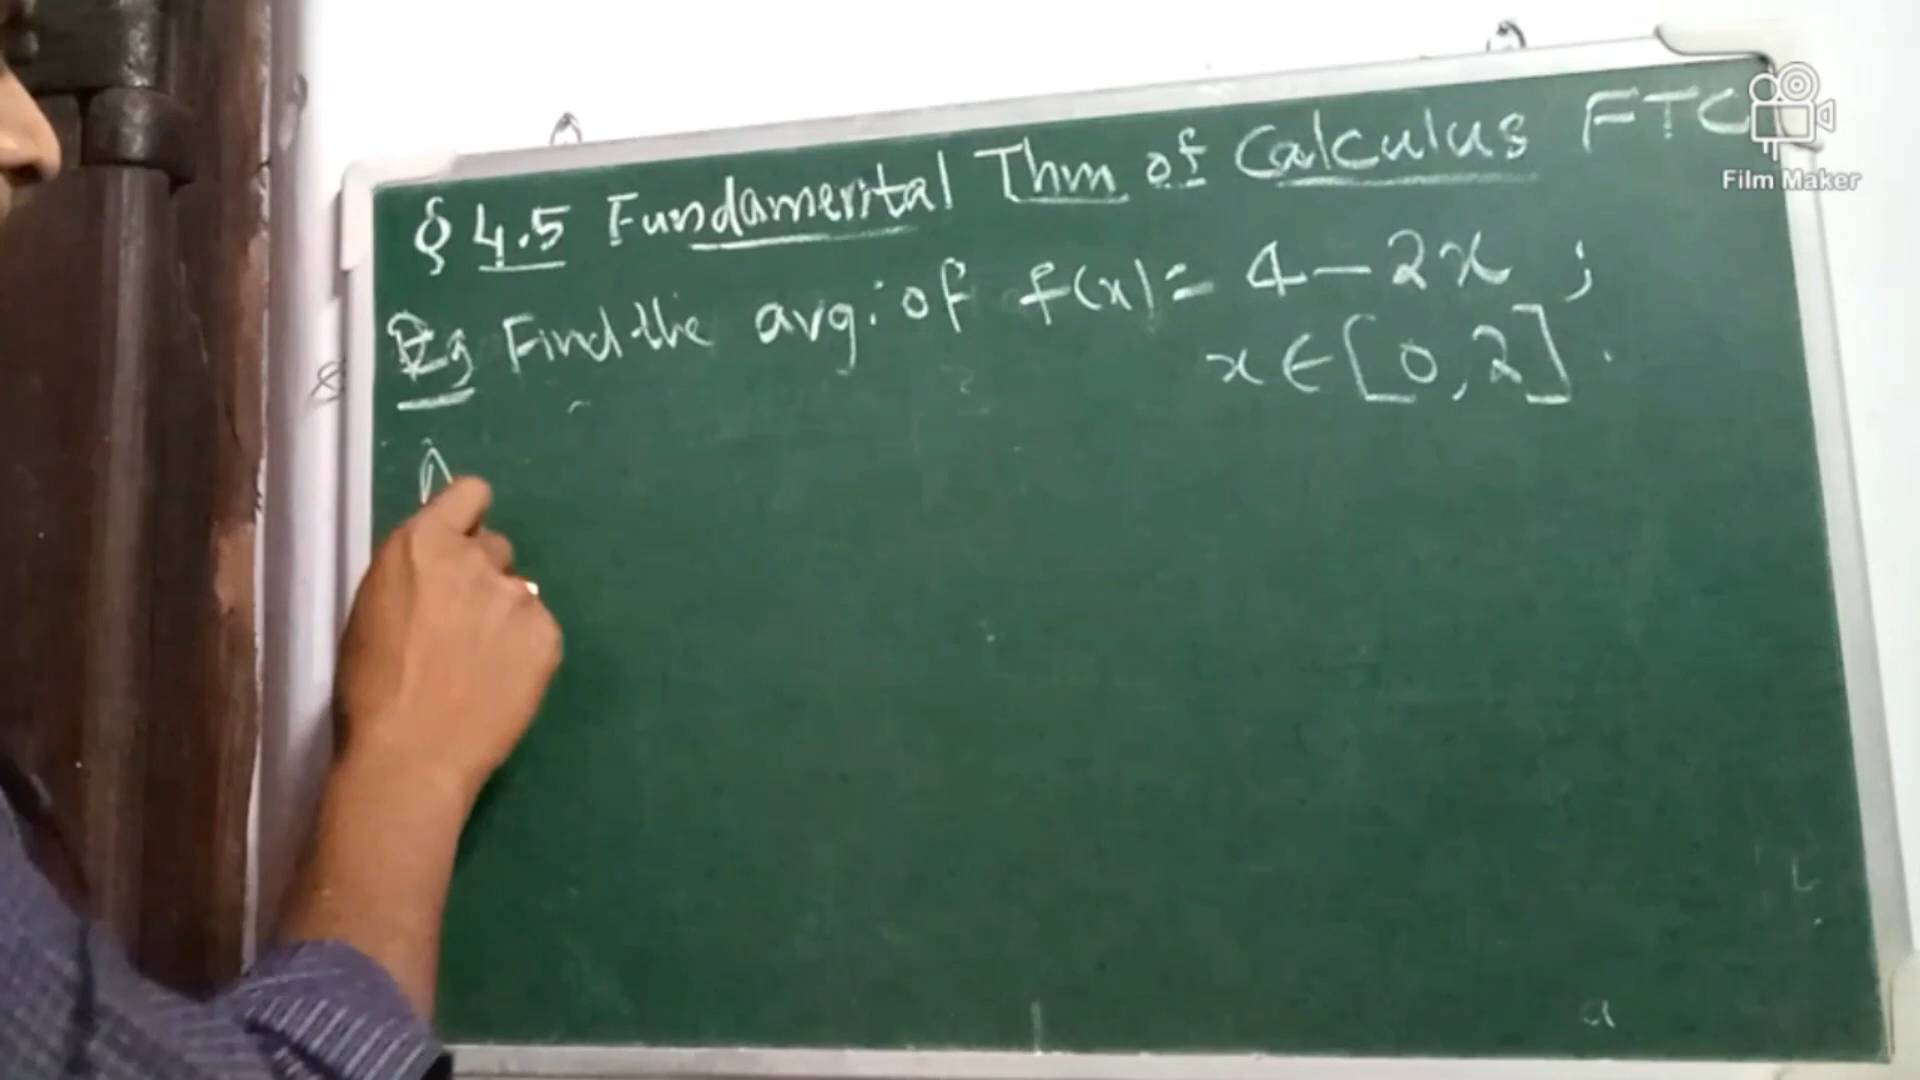 § 4.5 Fundamental Thm of Calculus FTC
Eg Find the avg. of f(x) = 4 - 2x ;
x ∈ [0, 2] .
A
Film Maker